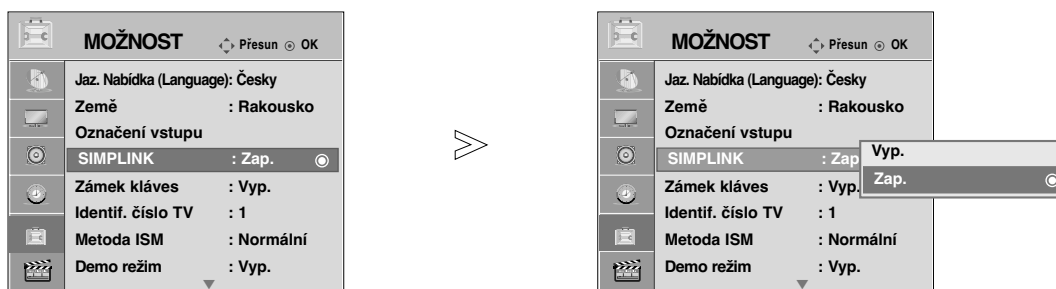 MOŽNOST Přesun OK
Jaz. Nabídka (Language): Česky
Země : Rakousko
Označení vstupu
SIMPLINK : Zap.
Zámek kláves : Vyp.
Identif. číslo TV : 1
Metoda ISM : Normální
Demo režim : Vyp.
MOŽNOST Přesun OK
Jaz. Nabídka (Language): Česky
Země : Rakousko
Označení vstupu
SIMPLINK : Zap
Vyp.
Zap.
Zámek kláves : Vyp.
Identif. číslo TV : 1
Metoda ISM : Normální
Demo režim : Vyp.